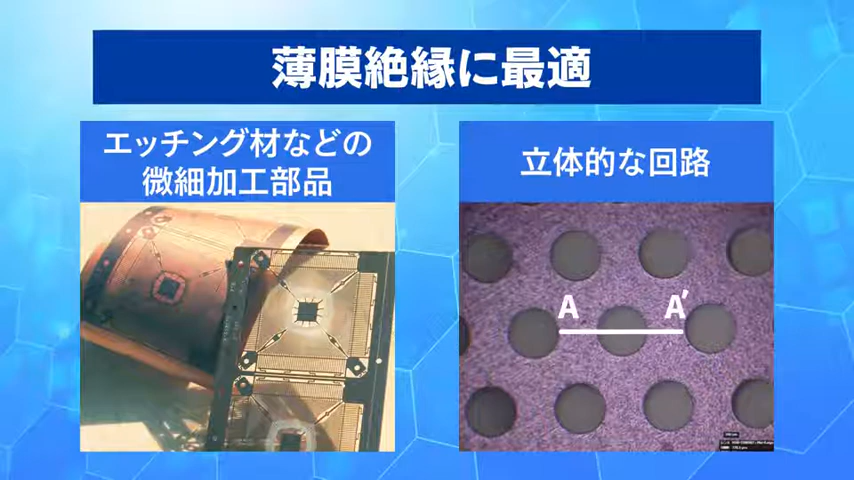 薄膜絶縁に最適
エッチング材などの
微細加工部品
立体的な回路
A A′